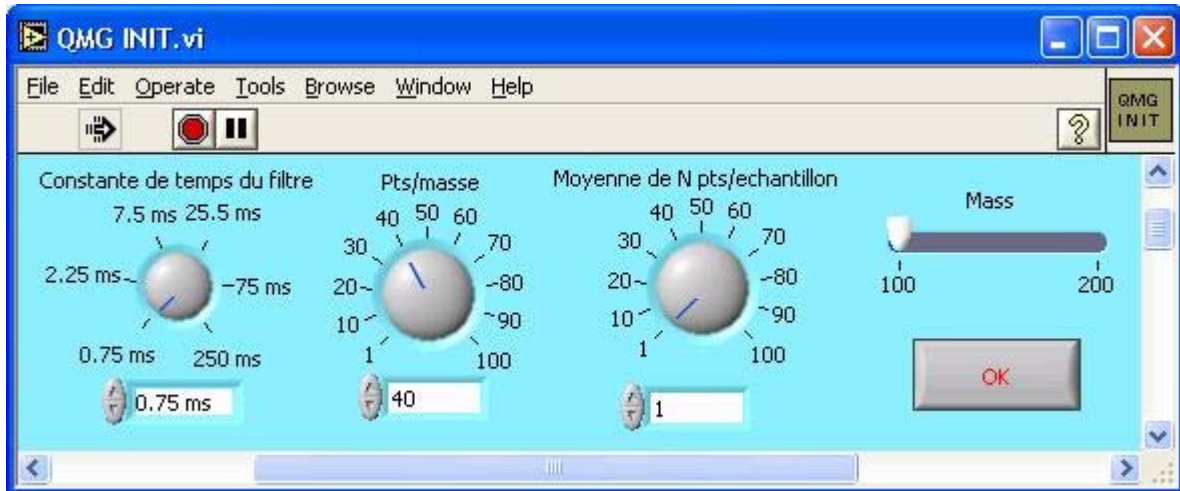 QMG INIT.vi
File Edit Operate Tools Browse Window Help
QMG
INIT
Constante de temps du filtre
7.5 ms 25.5 ms
2.25 ms
75 ms
0.75 ms
250 ms
0.75 ms
Pts/masse
40 50 60
30 70
20 80
10 90
1 100
40
Moyenne de N pts/echantillon
40 50 60
30 70
20 80
10 90
1 100
1
Mass
100 200
OK